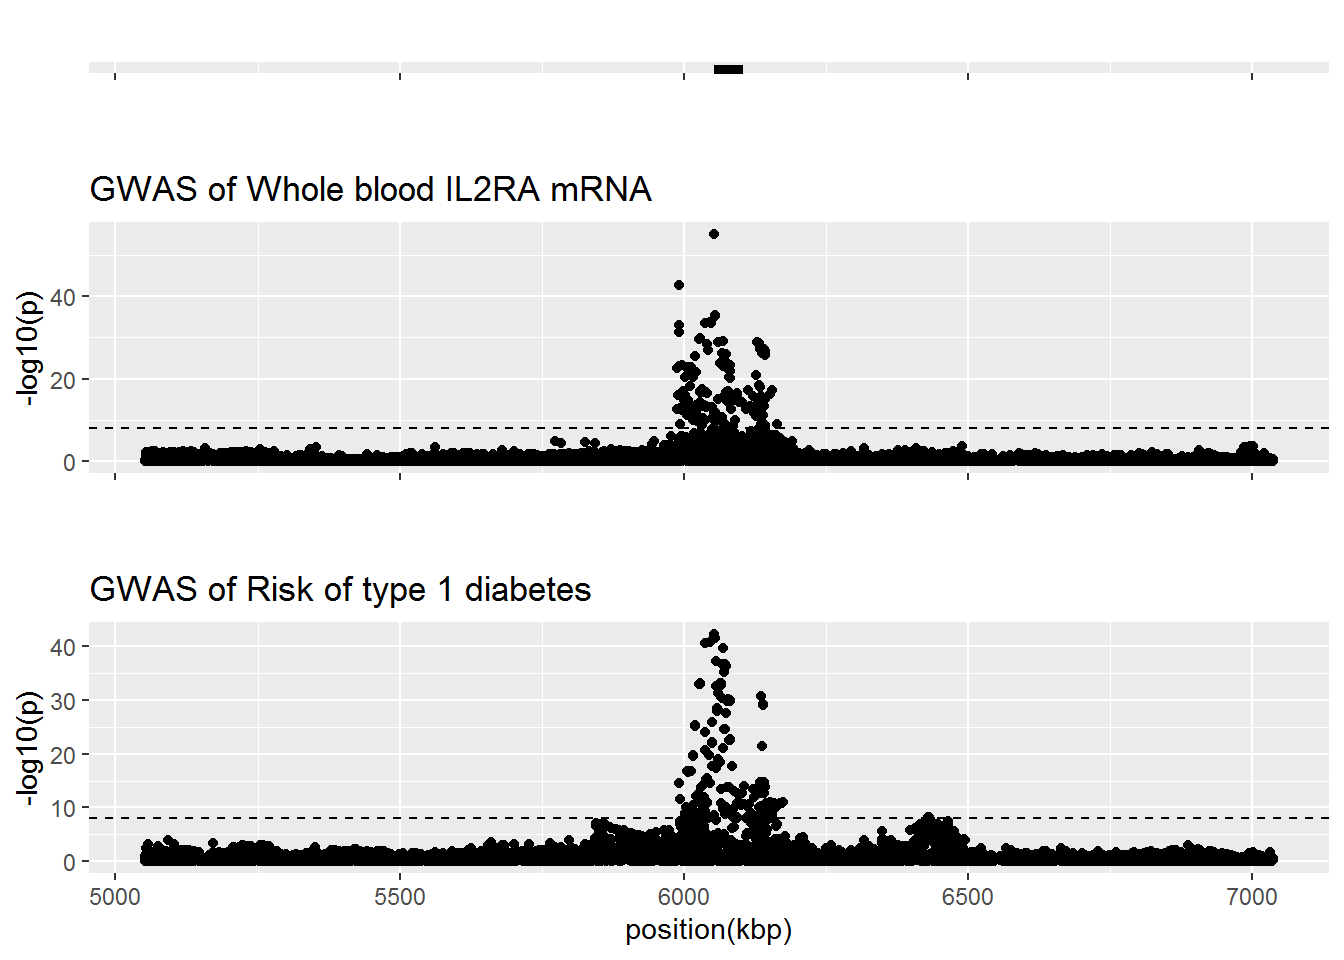 GWAS of Whole blood IL2RA mRNA
-log10(p)
40
20
0
GWAS of Risk of type 1 diabetes
-log10(p)
40
30
20
10
0
5000 5500 6000 6500 7000
position(kbp)